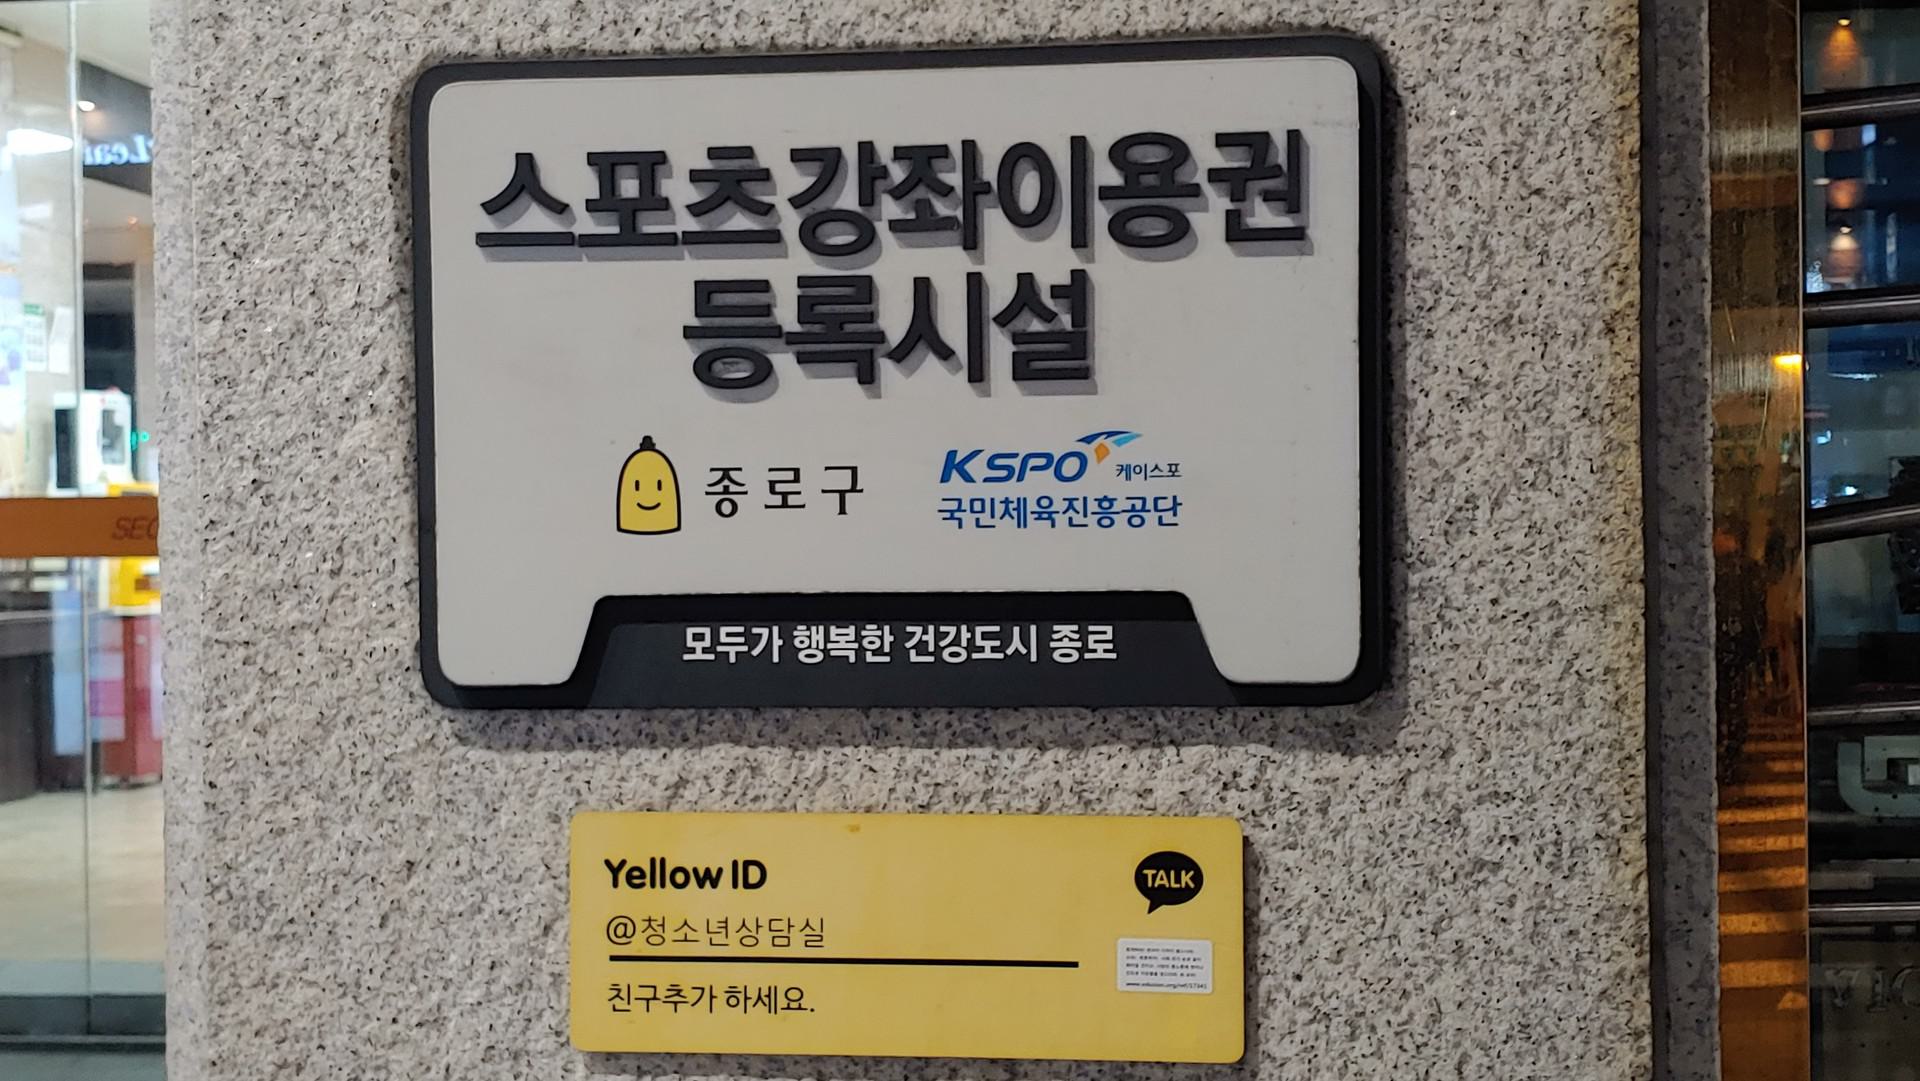 스포츠강좌이용권
등록시설
종로구
KSPO 케이스포
국민체육진흥공단
모두가 행복한 건강도시 종로
Yellow ID
TALK
@청소년상담실
친구추가 하세요.